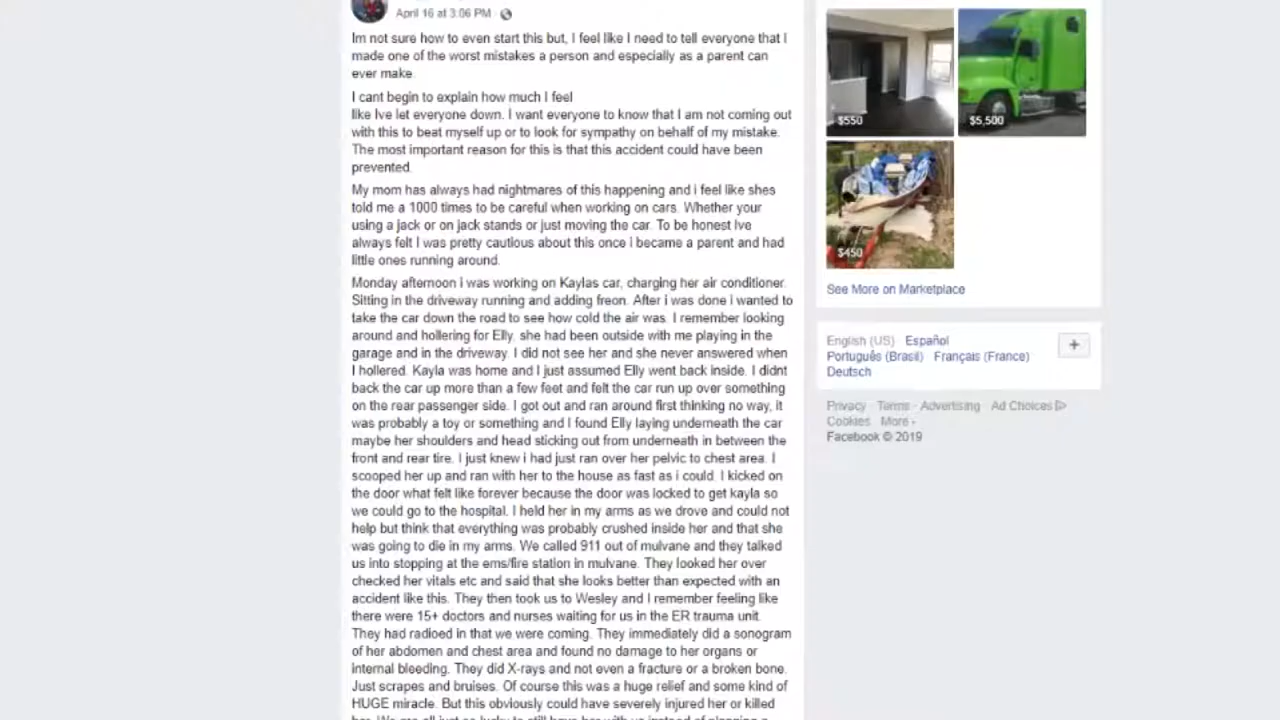 April 16 at 3:06 PM
Im not sure how to even start this but, I feel like I need to tell everyone that I
made one of the worst mistakes a person and especially as a parent can
ever make.
I cant begin to explain how much I feel
like Ive let everyone down. I want everyone to know that I am not coming out
with this to beat myself up or to look for sympathy on behalf of my mistake.
The most important reason for this is that this accident could have been
prevented.
My mom has always had nightmares of this happening and i feel like shes
told me a 1000 times to be careful when working on cars. Whether your
using a jack or on jack stands or just moving the car. To be honest Ive
always felt I was pretty cautious about this once i became a parent and had
little ones running around.
Monday afternoon i was working on Kaylas car, charging her air conditioner.
Sitting in the driveway running and adding freon. After i was done i wanted to
take the car down the road to see how cold the air was. I remember looking
around and hollering for Elly, she had been outside with me playing in the
garage and in the driveway. I did not see her and she never answered when
I hollered. Kayla was home and I just assumed Elly went back inside. I didnt
back the car up more than a few feet and felt the car run up over something
on the rear passenger side. I got out and ran around first thinking no way, it
was probably a toy or something and I found Elly laying underneath the car
maybe her shoulders and head sticking out from underneath in between the
front and rear tire. I just knew i had just ran over her pelvic to chest area. I
scooped her up and ran with her to the house as fast as i could. I kicked on
the door what felt like forever because the door was locked to get kayla so
we could go to the hospital. I held her in my arms as we drove and could not
help but think that everything was probably crushed inside her and that she
was going to die in my arms. We called 911 out of mulvane and they talked
us into stopping at the ems/fire station in mulvane. They looked her over
checked her vitals etc and said that she looks better than expected with an
accident like this. They then took us to Wesley and I remember feeling like
there were 15+ doctors and nurses waiting for us in the ER trauma unit.
They had radioed in that we were coming. They immediately did a sonogram
of her abdomen and chest area and found no damage to her organs or
internal bleeding. They did X-rays and not even a fracture or a broken bone.
Just scrapes and bruises. Of course this was a huge relief and some kind of
HUGE miracle. But this obviously could have severely injured her or killed
$550
$5,500
$450
See More on Marketplace
English (US) · Español ·
Português (Brasil) · Français (France) ·
Deutsch
+
Privacy · Terms · Advertising · Ad Choices
Cookies · More
Facebook © 2019